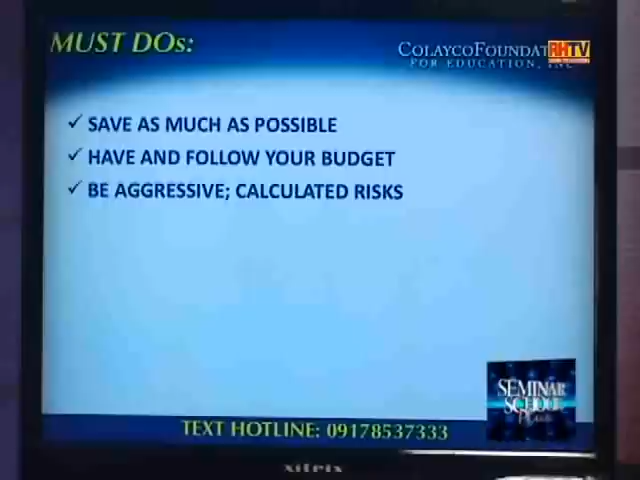 MUST DOs:
COLAYCOFOUNDAT
RHTV
FOR EDUCATION, INC
✓ SAVE AS MUCH AS POSSIBLE
✓ HAVE AND FOLLOW YOUR BUDGET
✓ BE AGGRESSIVE; CALCULATED RISKS
SEMINAR
SCHOOL
TEXT HOTLINE: 09178537333